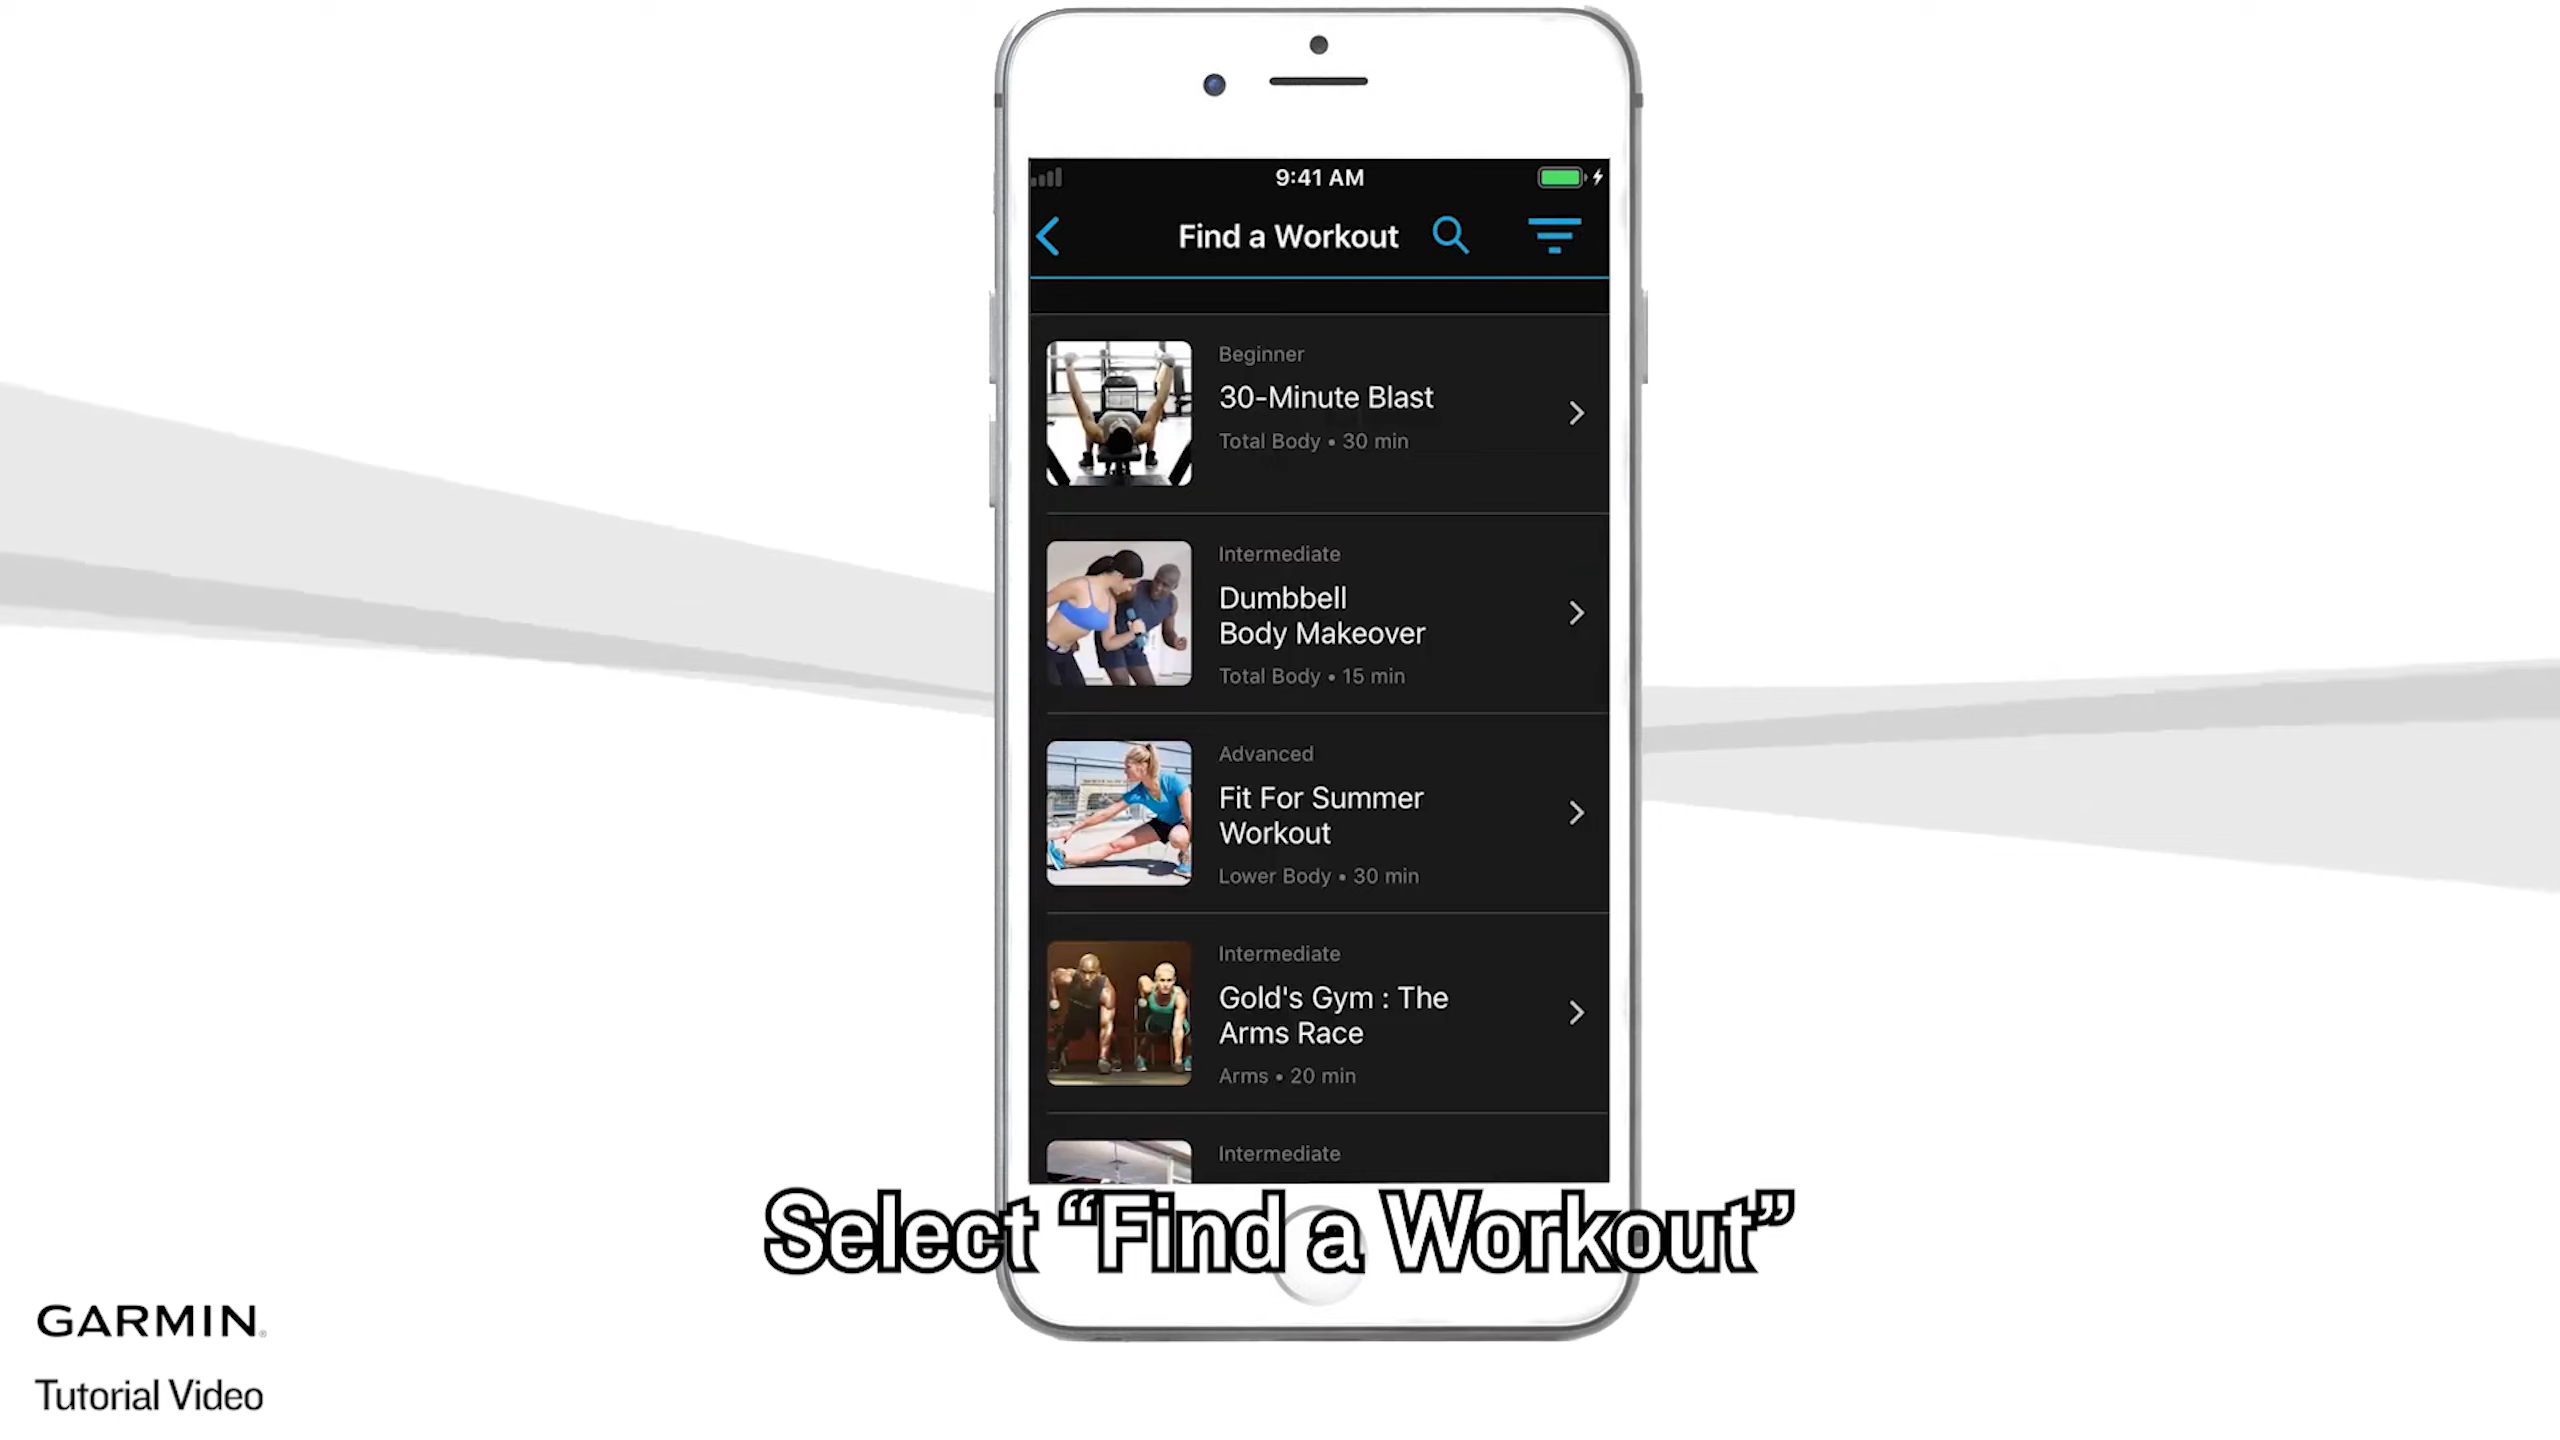 9:41 AM
Find a Workout
Beginner
30-Minute Blast
Total Body • 30 min
Intermediate
Dumbbell
Body Makeover
Total Body • 15 min
Advanced
Fit For Summer
Workout
Lower Body • 30 min
Intermediate
Gold's Gym : The
Arms Race
Arms • 20 min
Intermediate
Select “Find a Workout”
GARMIN®
Tutorial Video